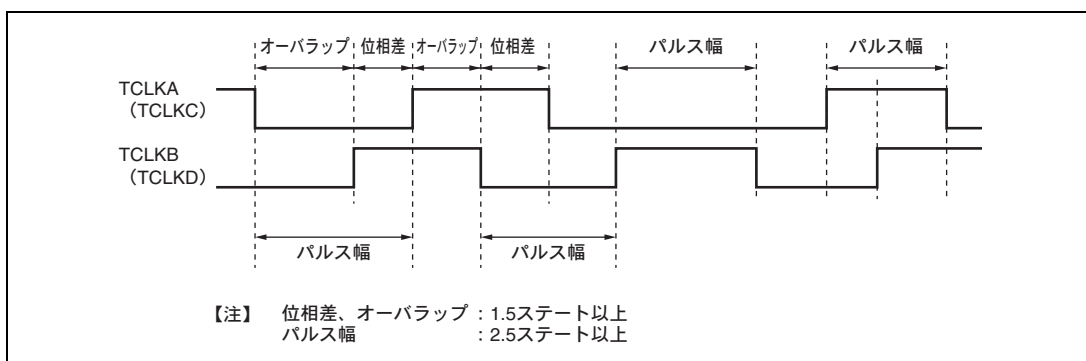 オーバラップ 位相差 オーバラップ 位相差 パルス幅 パルス幅
TCLKA
(TCLKC)
TCLKB
(TCLKD)
パルス幅 パルス幅
【注】 位相差、オーバラップ : 1.5ステート以上
パルス幅 : 2.5ステート以上